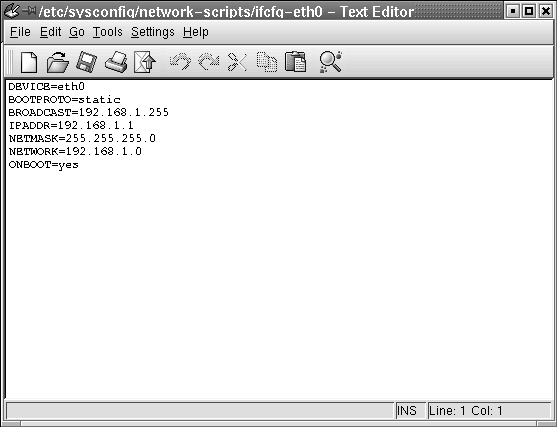 /etc/sysconfig/network-scripts/ifcfg-eth0 - Text Editor
File Edit Go Tools Settings Help
DEVICE=eth0
BOOTPROTO=static
BROADCAST=192.168.1.255
IPADDR=192.168.1.1
NETMASK=255.255.255.0
NETWORK=192.168.1.0
ONBOOT=yes
INS Line: 1 Col: 1